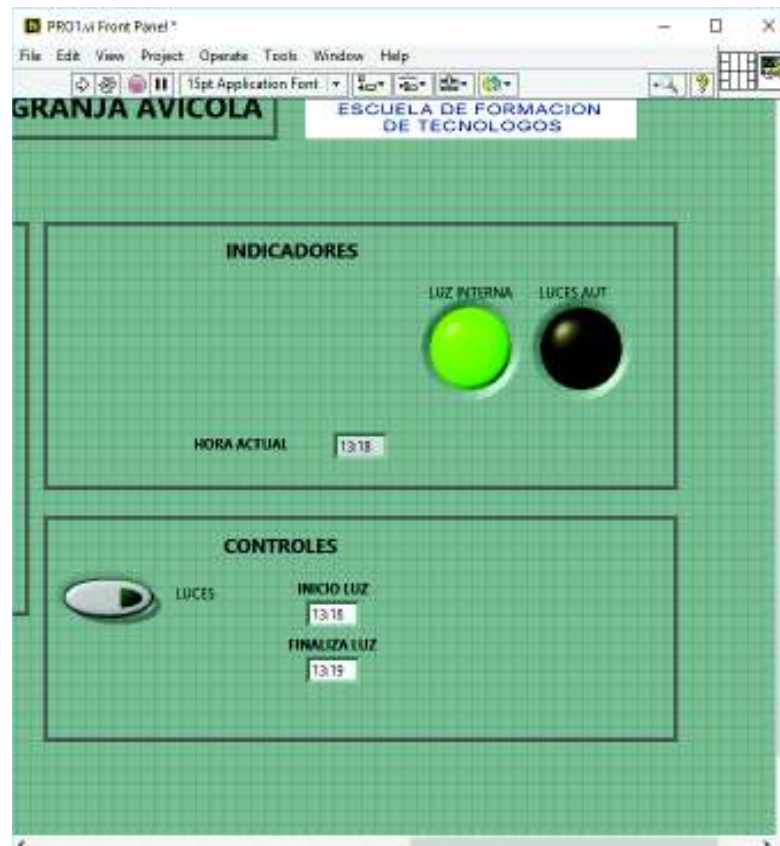 PRO1.vi Front Panel *
File Edit View Project Operate Tools Window Help
15pt Application Font
GRANJA AVICOLA
ESCUELA DE FORMACION
DE TECNOLOGOS
INDICADORES
LUZ INTERNA LUCES AUT
HORA ACTUAL 13:18
CONTROLES
LUCES
INICIO LUZ
13:18
FINALIZA LUZ
13:19